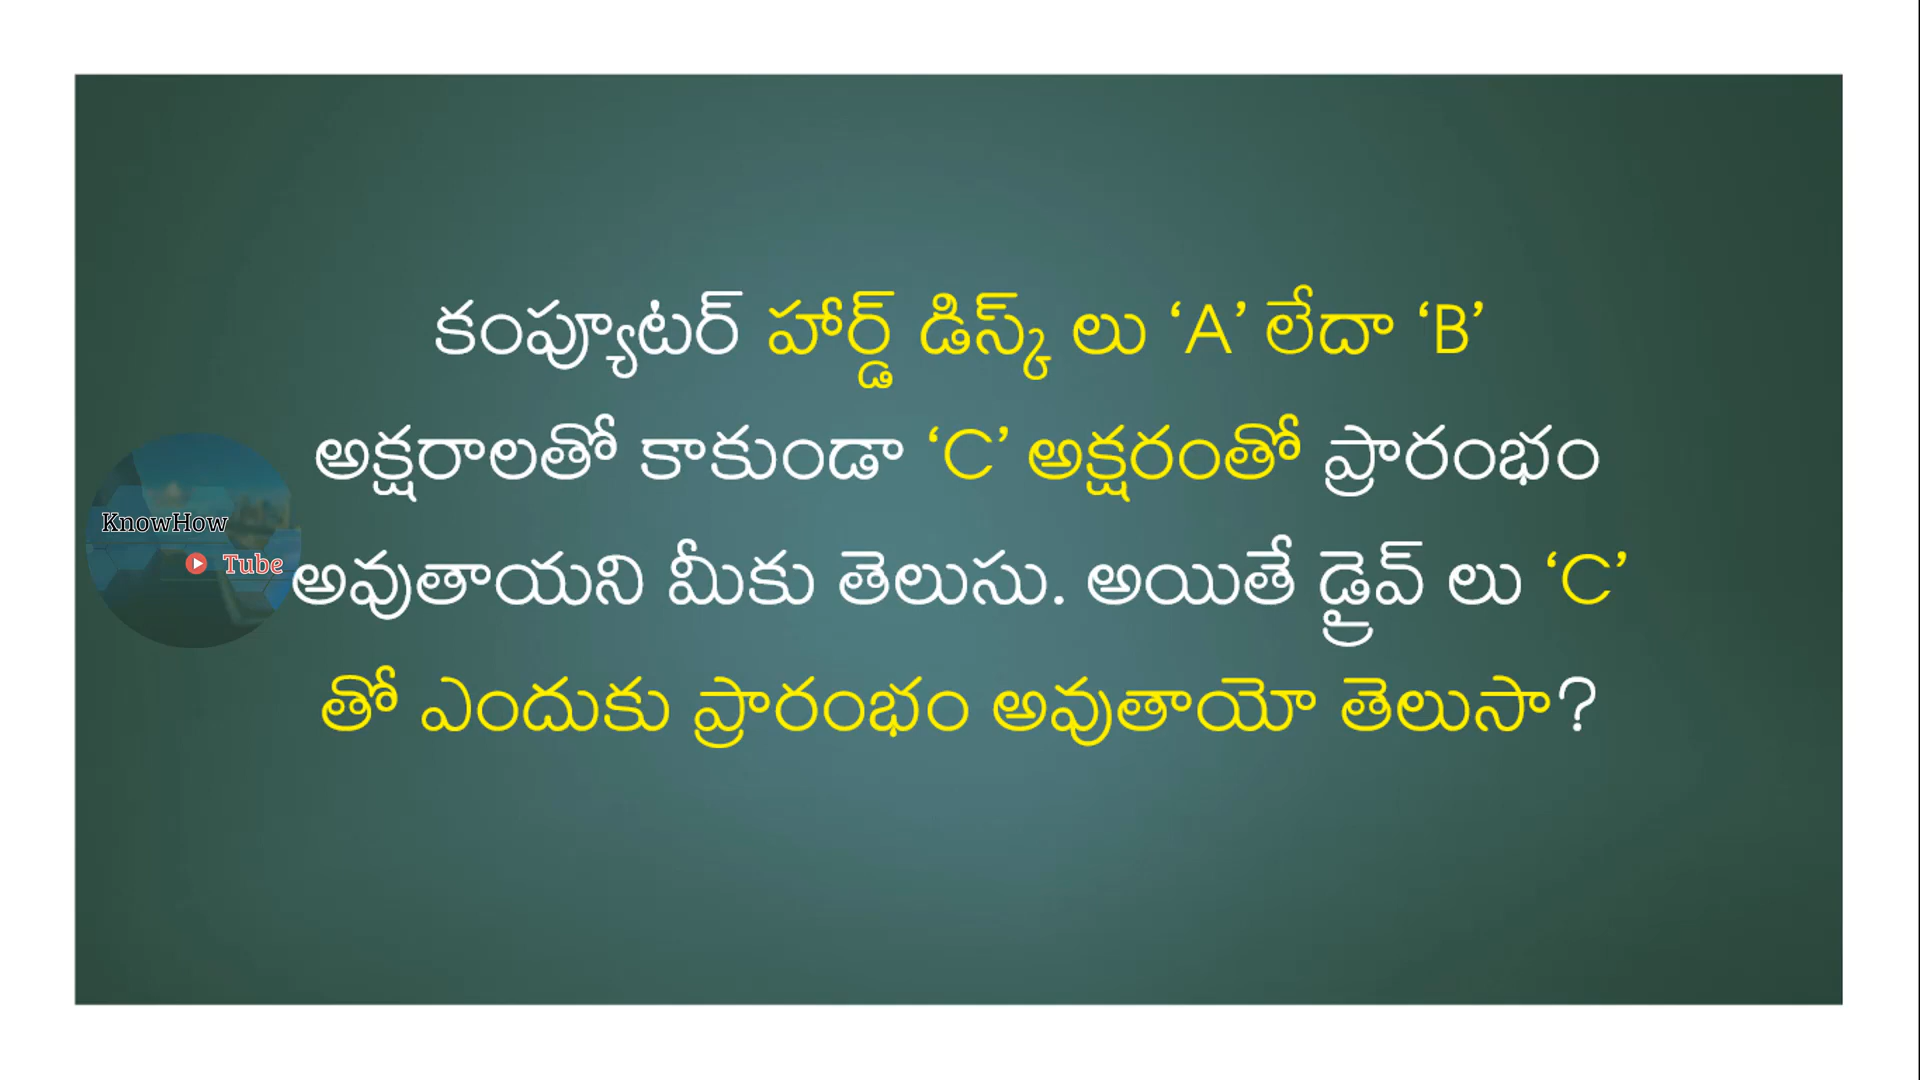 కంప్యూటర్ హార్డ్ డిస్క్ లు ‘A’ లేదా ‘B’
అక్షరాలతో కాకుండా ‘C’ అక్షరంతో ప్రారంభం
అవుతాయని మీకు తెలుసు. అయితే డ్రైవ్ లు ‘C’
తో ఎందుకు ప్రారంభం అవుతాయో తెలుసా?
KnowHow
Tube